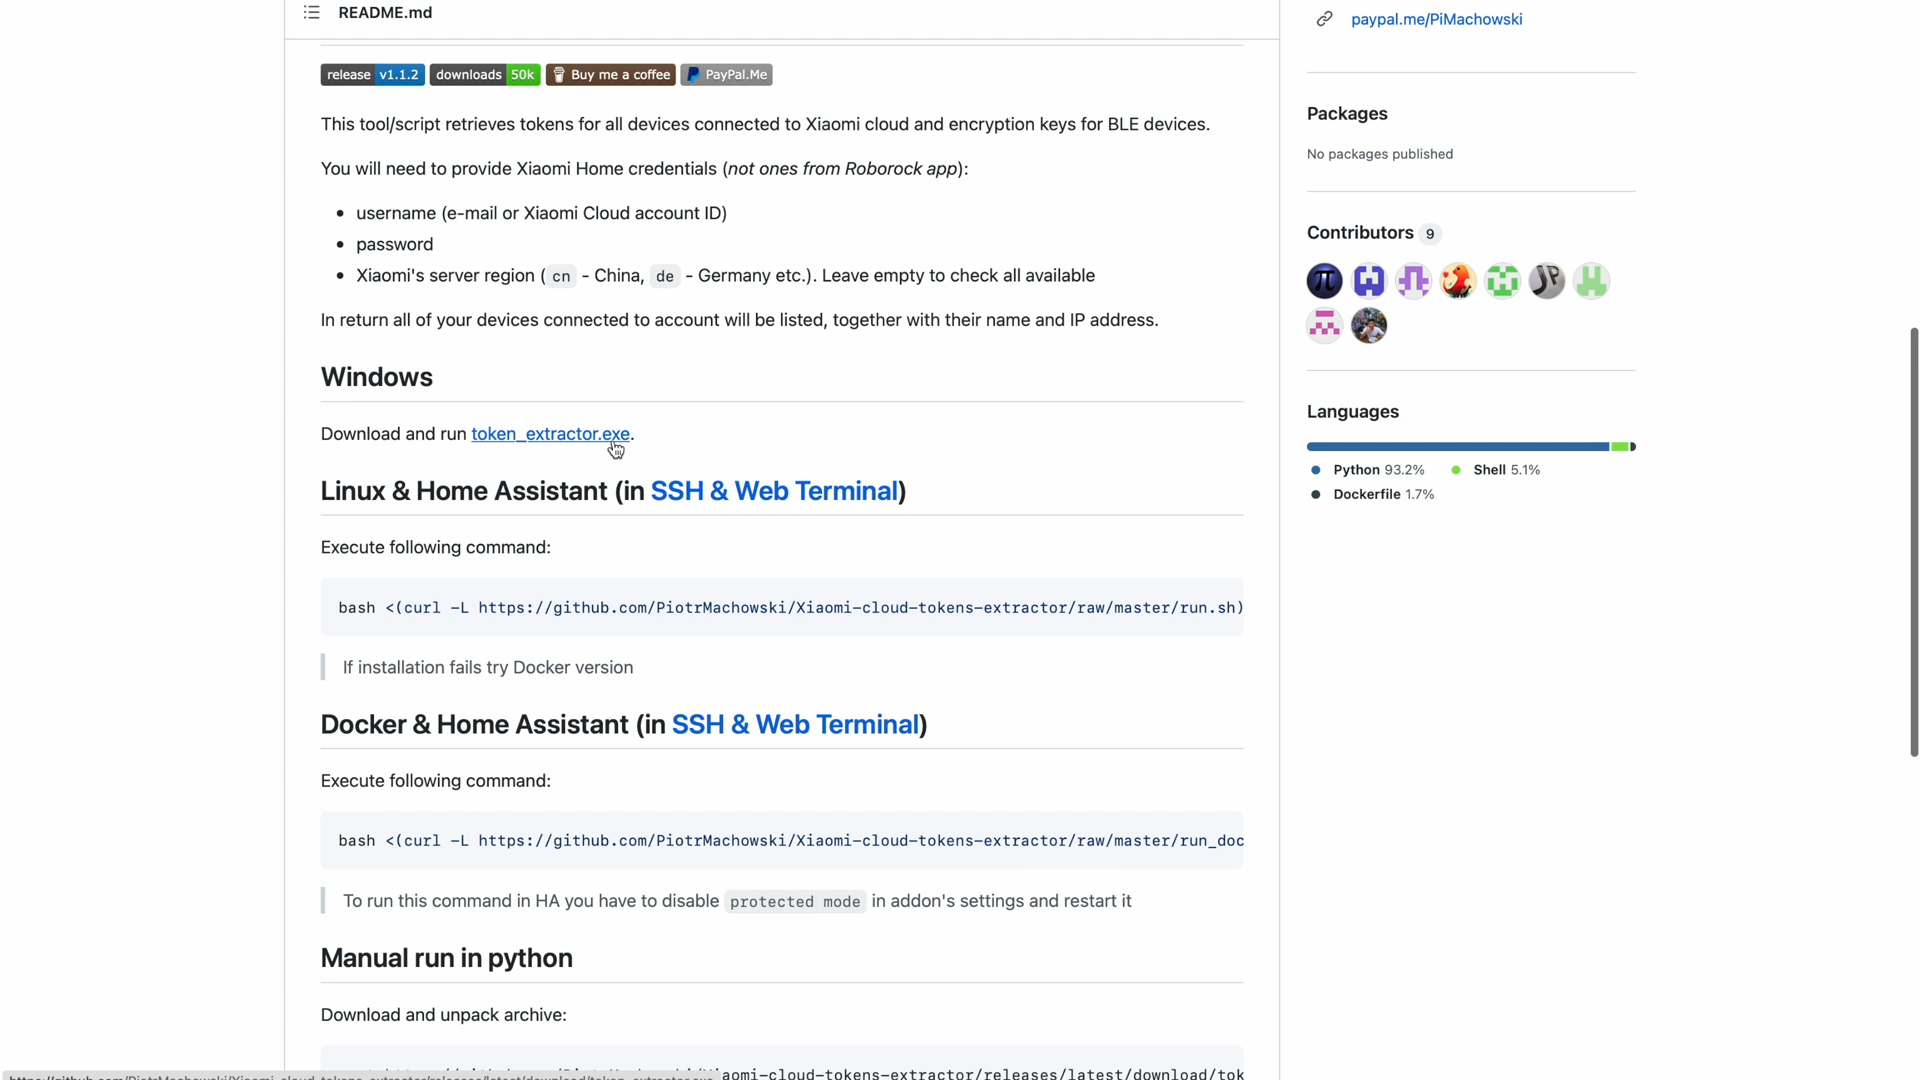 README.md
paypal.me/PiMachowski
release v1.1.2 downloads 50k Buy me a coffee PayPal.Me
This tool/script retrieves tokens for all devices connected to Xiaomi cloud and encryption keys for BLE devices.
You will need to provide Xiaomi Home credentials (not ones from Roborock app):
username (e-mail or Xiaomi Cloud account ID)
password
Xiaomi's server region ( cn - China, de - Germany etc.). Leave empty to check all available
In return all of your devices connected to account will be listed, together with their name and IP address.
Windows
Download and run token_extractor.exe.
Linux & Home Assistant (in SSH & Web Terminal)
Execute following command:
bash <(curl -L https://github.com/PiotrMachowski/Xiaomi-cloud-tokens-extractor/raw/master/run.sh)
If installation fails try Docker version
Docker & Home Assistant (in SSH & Web Terminal)
Execute following command:
bash <(curl -L https://github.com/PiotrMachowski/Xiaomi-cloud-tokens-extractor/raw/master/run_doc
To run this command in HA you have to disable protected mode in addon's settings and restart it
Manual run in python
Download and unpack archive:
aomi-cloud-tokens-extractor/releases/latest/download/tok
Packages
No packages published
Contributors 9
π
JP
Languages
Python 93.2% Shell 5.1%
Dockerfile 1.7%